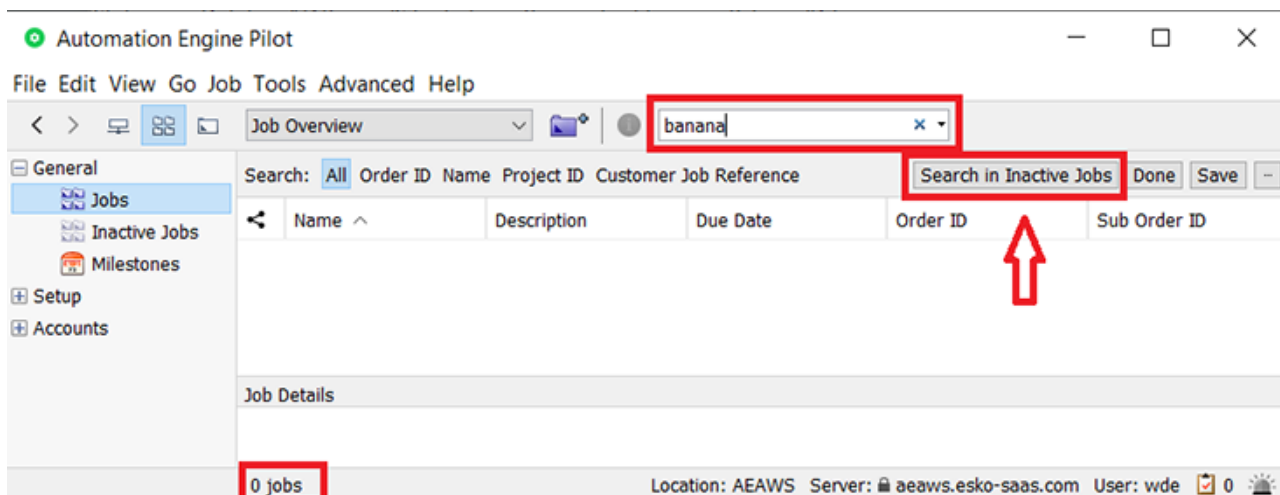 Automation Engine Pilot
File Edit View Go Job Tools Advanced Help
Job Overview banana
General
Jobs
Inactive Jobs
Milestones
Setup
Accounts
Search: All Order ID Name Project ID Customer Job Reference Search in Inactive Jobs Done Save
Name Description Due Date Order ID Sub Order ID
Job Details
0 jobs Location: AEAWS Server: aeaws.esko-saas.com User: wde 0